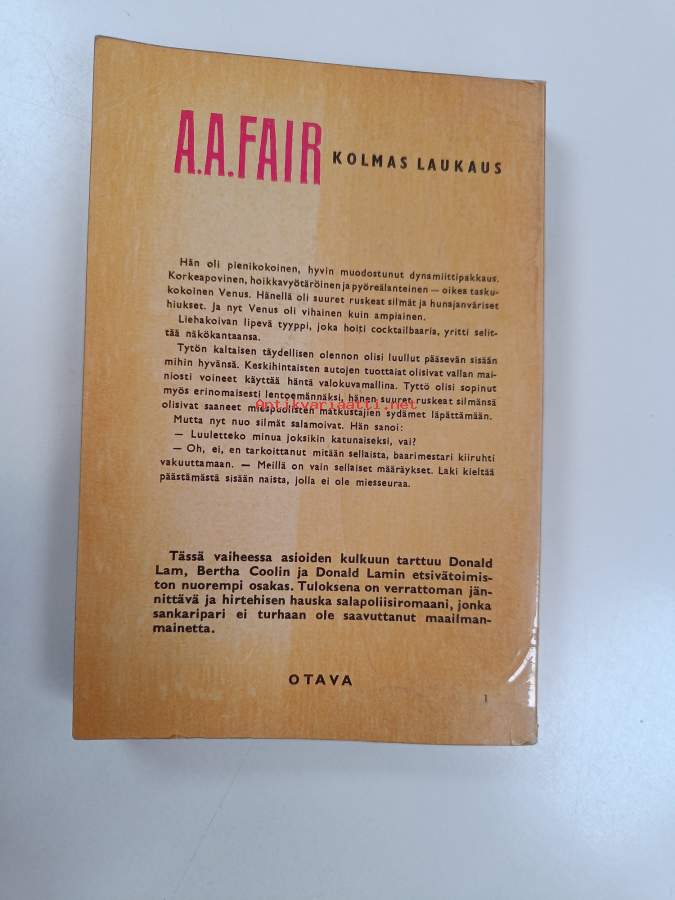 A.A.FAIR KOLMAS LAUKAUS
Hän oli pienikokoinen, hyvin muodostunut dynamiittipakkaus.
Korkeapovinen, hoikkavyötäröinen ja pyöreälanteinen — oikea tasku-
kokoinen Venus. Hänellä oli suuret ruskeat silmät ja hunajanväriset
hiukset. Ja nyt Venus oli vihainen kuin ampiainen.
Liehakoivan lipevä tyyppi, joka hoiti cocktailbaaria, yritti selit-
tää näkökantaansa.
Tytön kaltaisen täydellisen olennon olisi luullut pääsevän sisään
mihin hyvänsä. Keskihintaisten autojen tuottajat olisivat vallan mai-
niosti voineet käyttää häntä valokuvamallina. Tyttö olisi sopinut
myös erinomaisesti lentoemännäksi, hänen suuret ruskeat silmänsä
olisivat saaneet miespuolisten matkustajien sydämet läpättämään.
Antikvariaatti.net
Mutta nyt nuo silmät salamoivat. Hän sanoi:
— Luuletteko minua joksikin katunaiseksi, vai?
— Oh, ei, en tarkoittanut mitään sellaista, baarimestari kiiruhti
vakuuttamaan. — Meillä on vain sellaiset määräykset. Laki kieltää
päästämästä sisään naista, jolla ei ole miesseuraa.
Tässä vaiheessa asioiden kulkuun tarttuu Donald
Lam, Bertha Coolin ja Donald Lamin etsivätoimis-
ton nuorempi osakas. Tuloksena on verrattoman jän-
nittävä ja hirtehisen hauska salapoliisiromaani, jonka
sankaripari ei turhaan ole saavuttanut maailman-
mainetta.
OTAVA
1